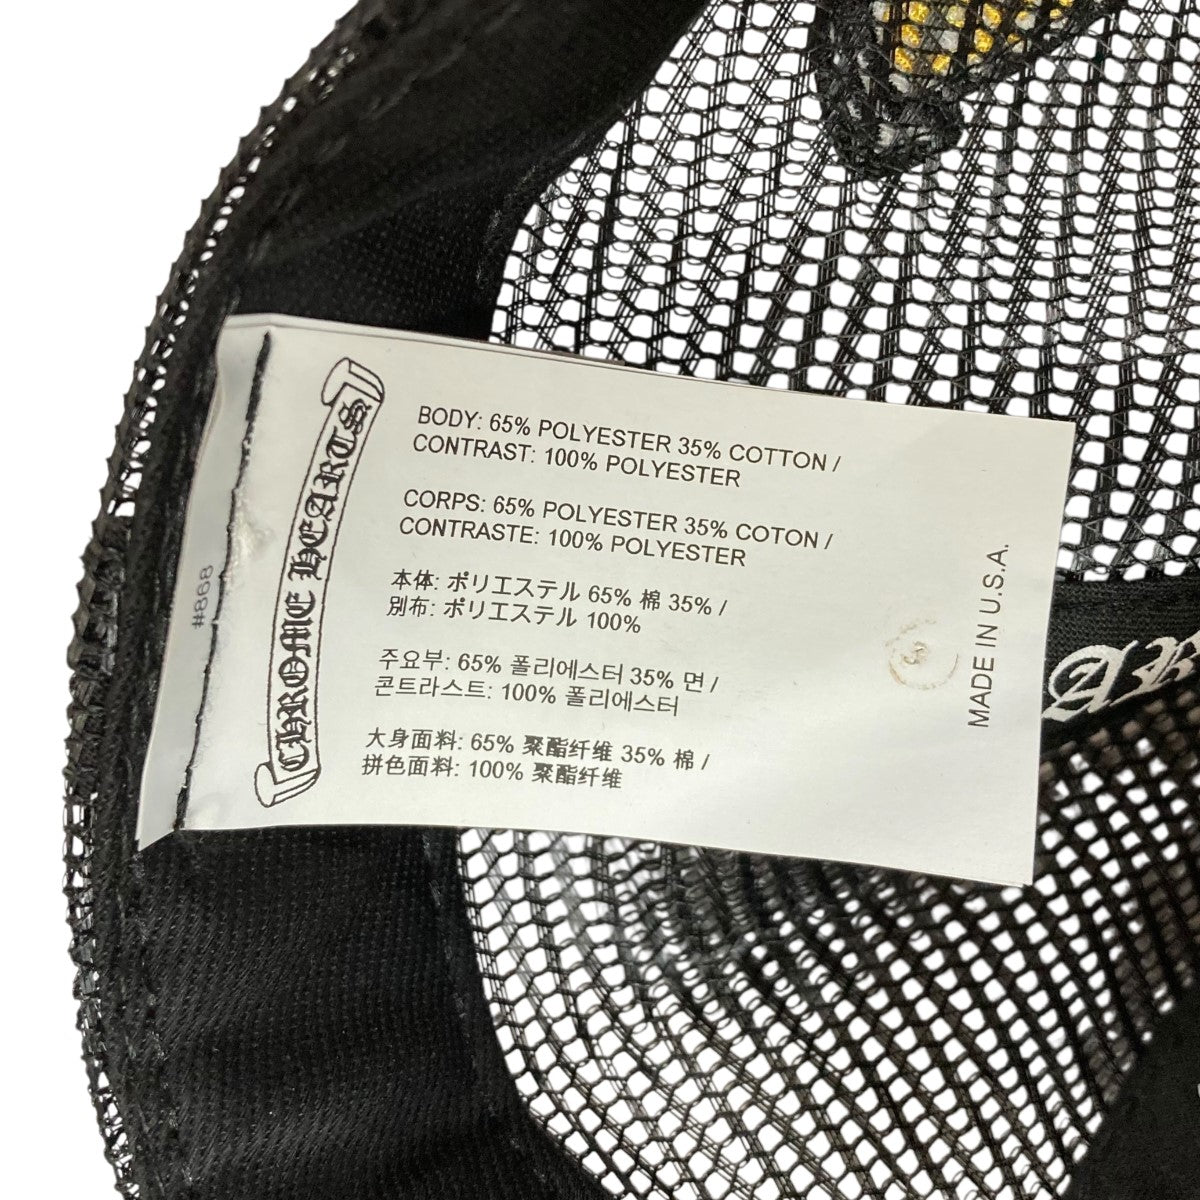 BODY: 65% POLYESTER 35% COTTON /
CONTRAST: 100% POLYESTER
CORPS: 65% POLYESTER 35% COTON /
CONTRASTE: 100% POLYESTER
本体: ポリエステル 65% 棉 35% /
別布: ポリエステル 100%
주요부: 65% 폴리에스터 35% 면 /
콘트라스트: 100% 폴리에스터
大身面料: 65% 聚酯纤维 35% 棉 /
拼色面料: 100% 聚酯纤维
CHROME HEARTS
#868
MADE IN U.S.A.